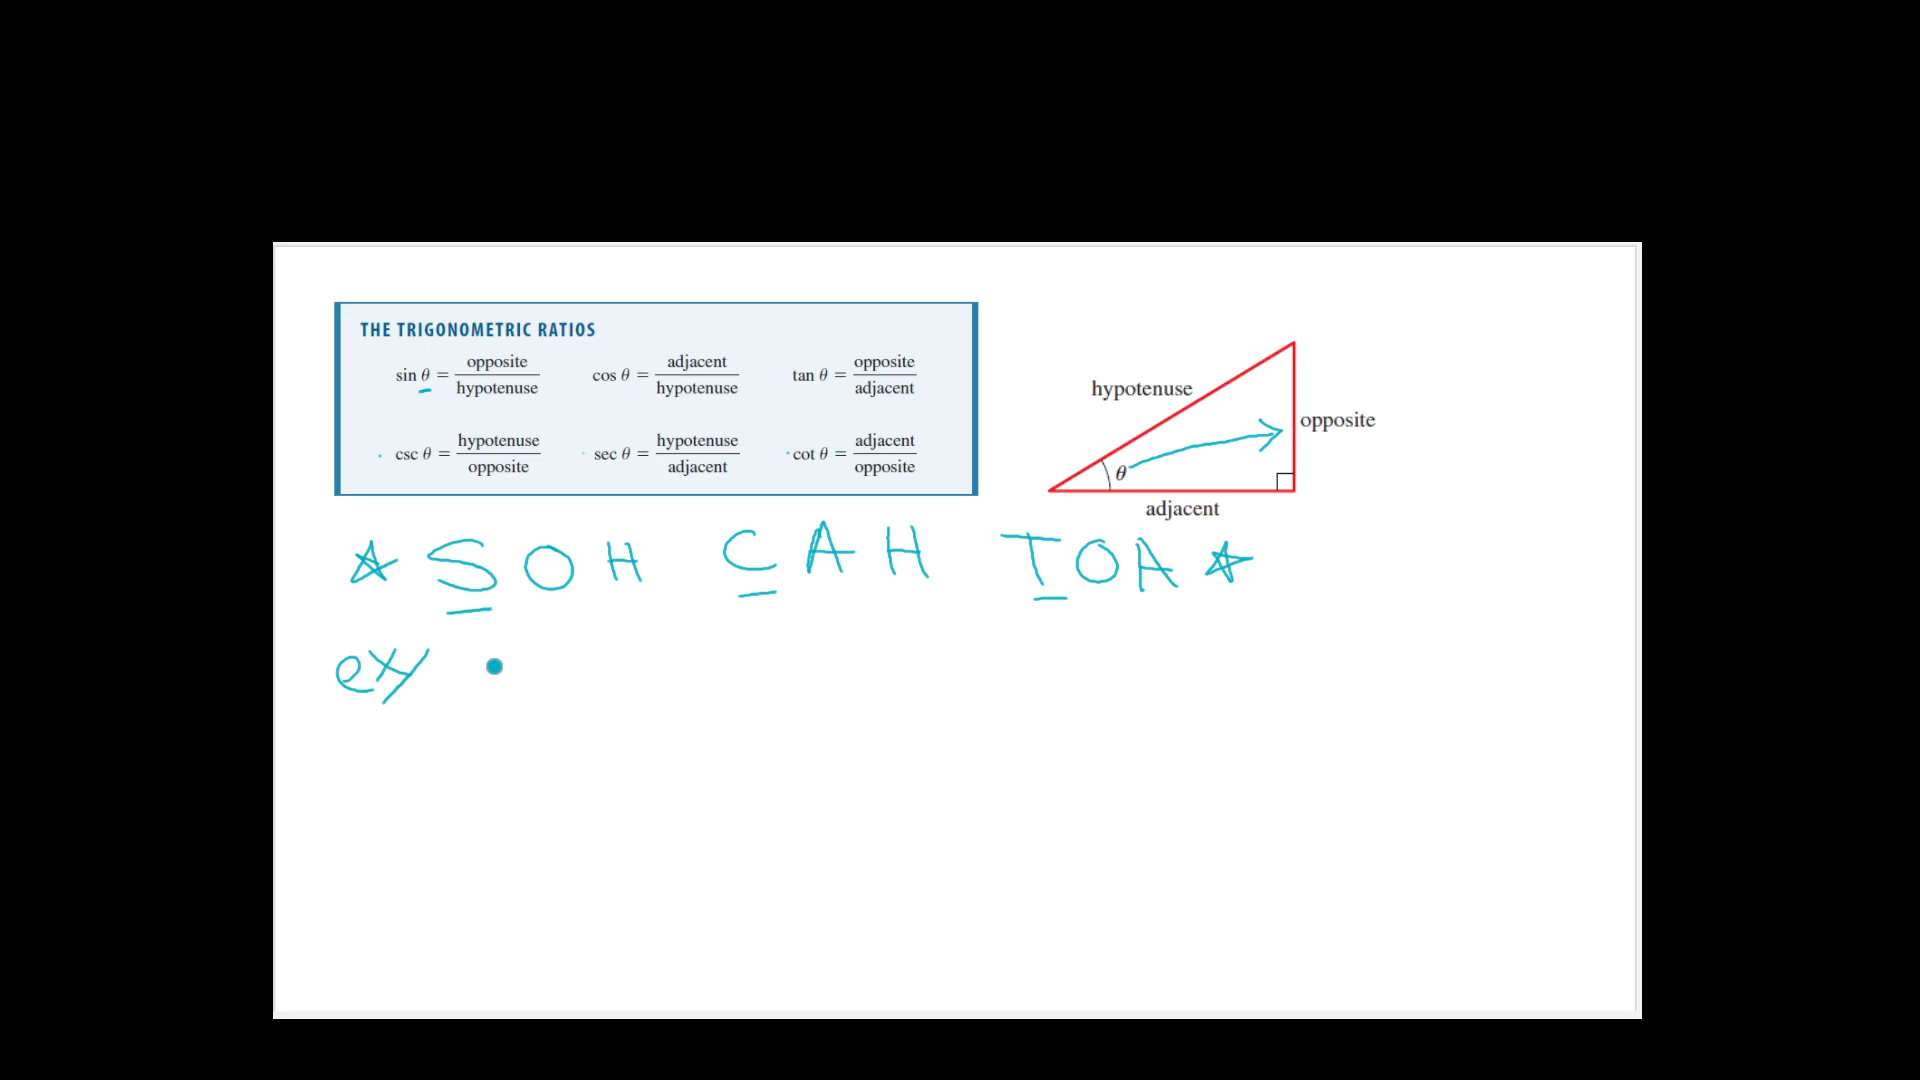 THE TRIGONOMETRIC RATIOS
sin θ = opposite/hypotenuse cos θ = adjacent/hypotenuse tan θ = opposite/adjacent
csc θ = hypotenuse/opposite sec θ = hypotenuse/adjacent cot θ = adjacent/opposite
hypotenuse
opposite
θ
adjacent
☆ SOH CAH TOA ☆
ex/